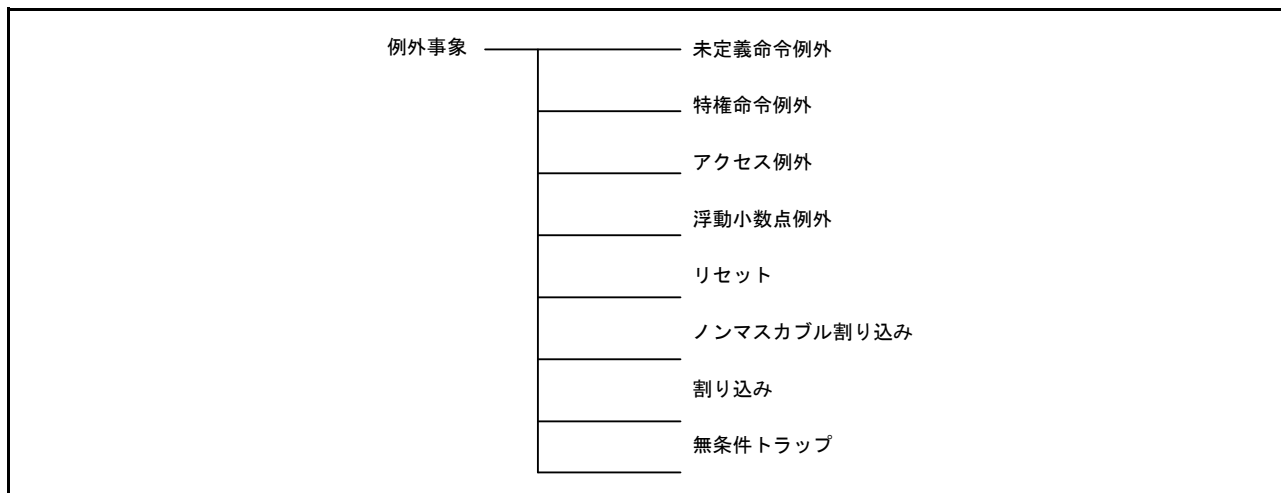 例外事象
未定義命令例外
特権命令例外
アクセス例外
浮動小数点例外
リセット
ノンマスカブル割り込み
割り込み
無条件トラップ